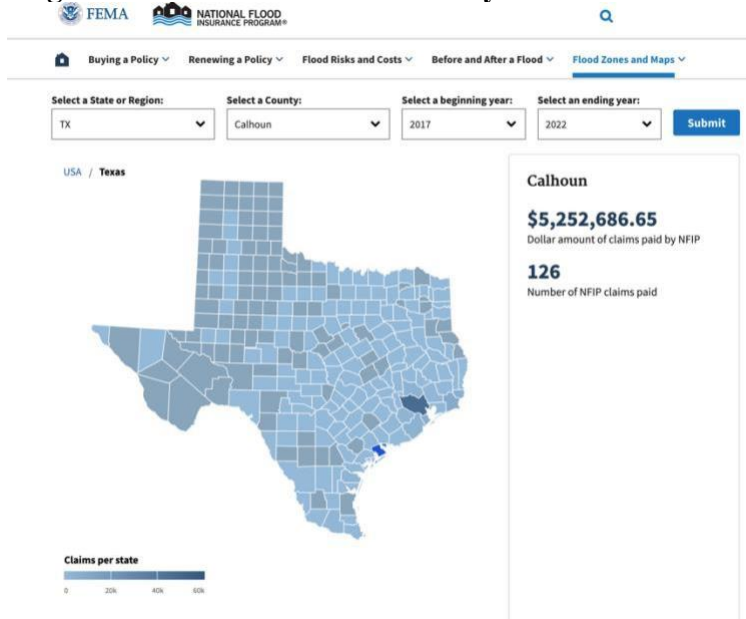 FEMA
NATIONAL FLOOD
INSURANCE PROGRAM®
Buying a Policy
Renewing a Policy
Flood Risks and Costs
Before and After a Flood
Flood Zones and Maps
Select a State or Region:
Select a County:
Select a beginning year:
Select an ending year:
TX
Calhoun
2017
2022
Submit
USA / Texas
Calhoun
$5,252,686.65
Dollar amount of claims paid by NFIP
126
Number of NFIP claims paid
Claims per state
0
20k
40k
60k